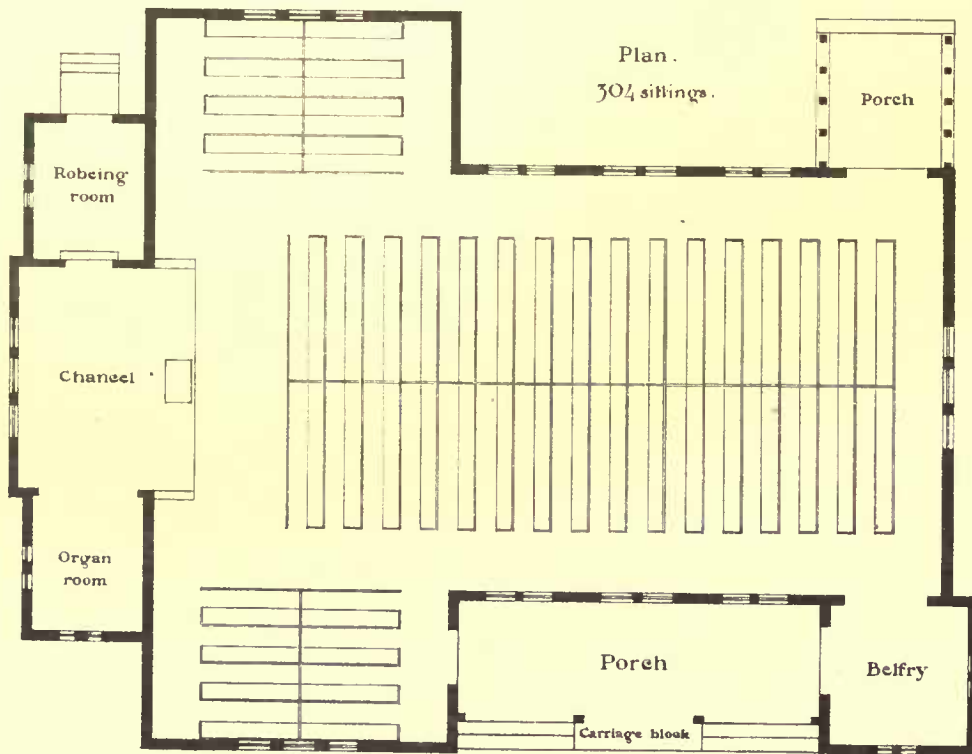 Plan.
304 sittings.
Porch
Robeing
room
Chancel
Organ
room
Porch
Belfry
Carriage block